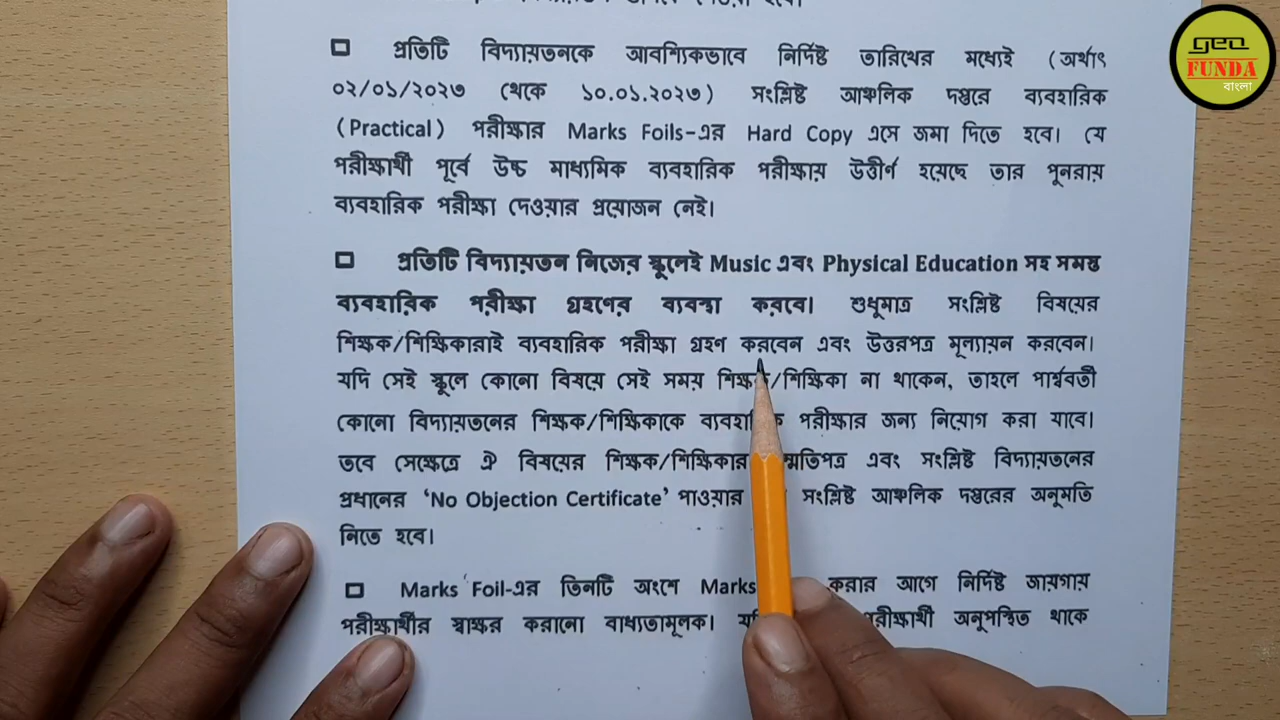 geo
FUNDA
বাংলা
প্রতিটি বিদ্যায়তনকে আবশ্যিকভাবে নির্দিষ্ট তারিখের মধ্যেই (অর্থাৎ
০২/০১/২০২৩ থেকে ১০.০১.২০২৩) সংশ্লিষ্ট আঞ্চলিক দপ্তরে ব্যবহারিক
(Practical) পরীক্ষার Marks Foils-এর Hard Copy এসে জমা দিতে হবে। যে
পরীক্ষার্থী পূর্বে উচ্চ মাধ্যমিক ব্যবহারিক পরীক্ষায় উত্তীর্ণ হয়েছে তার পুনরায়
ব্যবহারিক পরীক্ষা দেওয়ার প্রয়োজন নেই।
প্রতিটি বিদ্যায়তন নিজের স্কুলেই Music এবং Physical Education সহ সমস্ত
ব্যবহারিক পরীক্ষা গ্রহণের ব্যবস্থা করবে। শুধুমাত্র সংশ্লিষ্ট বিষয়ের
শিক্ষক/শিক্ষিকারাই ব্যবহারিক পরীক্ষা গ্রহণ করবেন এবং উত্তরপত্র মূল্যায়ন করবেন।
যদি সেই স্কুলে কোনো বিষয়ে সেই সময় শিক্ষক/শিক্ষিকা না থাকেন, তাহলে পার্শ্ববর্তী
কোনো বিদ্যায়তনের শিক্ষক/শিক্ষিকাকে ব্যবহারিক পরীক্ষার জন্য নিয়োগ করা যাবে।
তবে সেক্ষেত্রে ঐ বিষয়ের শিক্ষক/শিক্ষিকার এবং সংশ্লিষ্ট বিদ্যায়তনের
প্রধানের ‘No Objection Certificate’ পাওয়ার সংশ্লিষ্ট আঞ্চলিক দপ্তরের অনুমতি
নিতে হবে।
Marks Foil-এর তিনটি অংশে Marks করার আগে নির্দিষ্ট জায়গায়
পরীক্ষার্থীর স্বাক্ষর করানো বাধ্যতামূলক। অনুপস্থিত থাকে